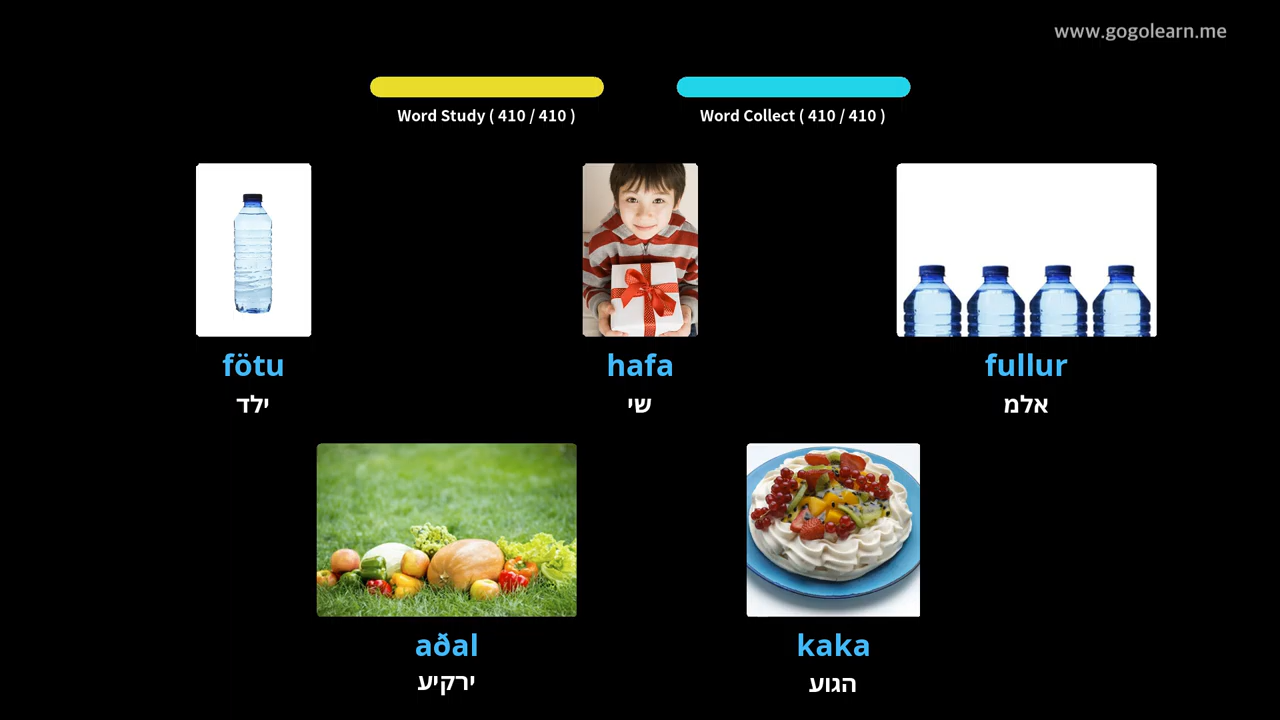 www.gogolearn.me
Word Study ( 410 / 410 )
Word Collect ( 410 / 410 )
fötu
ילד
hafa
שי
fullur
אלמ
aðal
ירקיע
kaka
הגוע